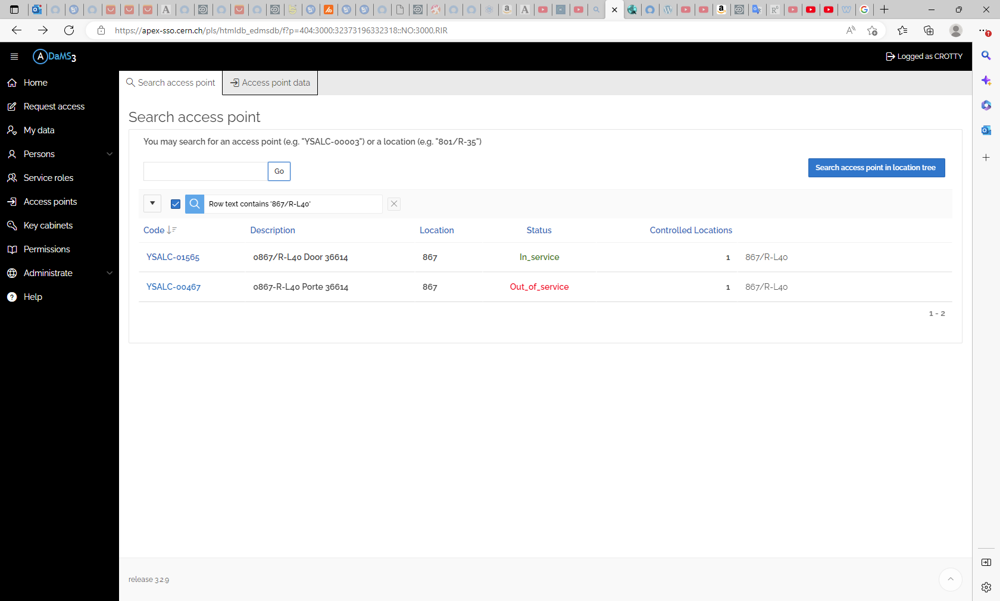 https://apex-sso.cern.ch/pls/htmldb_edmsdb/f?p=404:3000:32373196332318::NO:3000,RIR
ADaMS3
Logged as CROTTY
Home
Request access
My data
Persons
Service roles
Access points
Key cabinets
Permissions
Administrate
Help
Search access point
Access point data
Search access point
You may search for an access point (e.g. "YSALC-00003") or a location (e.g. "801/R-35")
Go
Search access point in location tree
Row text contains '867/R-L40'
Code Description Location Status Controlled Locations
YSALC-01565 0867/R-L40 Door 36614 867 In_service 1 867/R-L40
YSALC-00467 0867-R-L40 Porte 36614 867 Out_of_service 1 867/R-L40
1 - 2
release 3.2.9